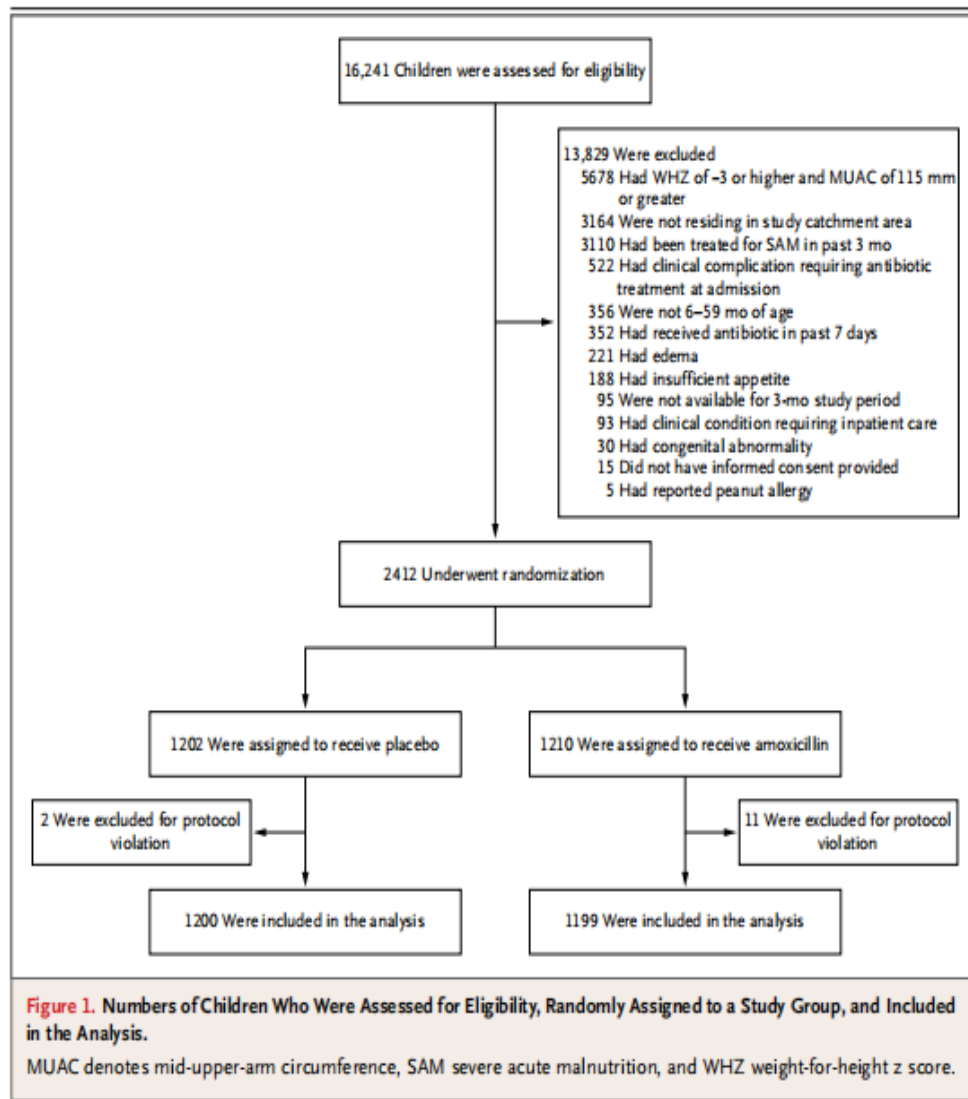 16,241 Children were assessed for eligibility
13,829 Were excluded
5678 Had WHZ of –3 or higher and MUAC of 115 mm
or greater
3164 Were not residing in study catchment area
3110 Had been treated for SAM in past 3 mo
522 Had clinical complication requiring antibiotic
treatment at admission
356 Were not 6–59 mo of age
352 Had received antibiotic in past 7 days
221 Had edema
188 Had insufficient appetite
95 Were not available for 3-mo study period
93 Had clinical condition requiring inpatient care
30 Had congenital abnormality
15 Did not have informed consent provided
5 Had reported peanut allergy
2412 Underwent randomization
1202 Were assigned to receive placebo
1210 Were assigned to receive amoxicillin
2 Were excluded for protocol
violation
11 Were excluded for protocol
violation
1200 Were included in the analysis
1199 Were included in the analysis
Figure 1. Numbers of Children Who Were Assessed for Eligibility, Randomly Assigned to a Study Group, and Included
in the Analysis.
MUAC denotes mid-upper-arm circumference, SAM severe acute malnutrition, and WHZ weight-for-height z score.